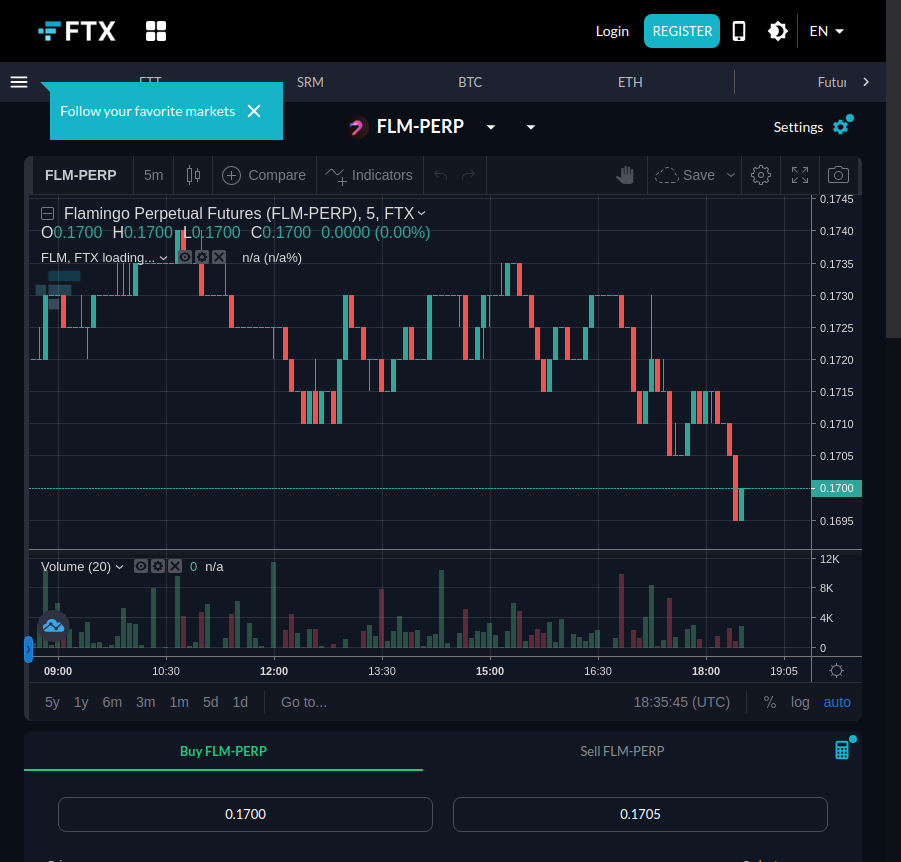 FTX
Login
REGISTER
EN
FTT
SRM
BTC
ETH
Futur
Follow your favorite markets
FLM-PERP
Settings
FLM-PERP
5m
Compare
Indicators
Save
Flamingo Perpetual Futures (FLM-PERP), 5, FTX
O0.1700 H0.1700 L0.1700 C0.1700 0.0000 (0.00%)
FLM, FTX loading... n/a (n/a%)
0.1745
0.1740
0.1735
0.1730
0.1725
0.1720
0.1715
0.1710
0.1705
0.1700
0.1695
Volume (20) 0 n/a
12K
8K
4K
0
09:00 10:30 12:00 13:30 15:00 16:30 18:00 19:05
5y 1y 6m 3m 1m 5d 1d Go to... 18:35:45 (UTC) % log auto
Buy FLM-PERP
Sell FLM-PERP
0.1700
0.1705